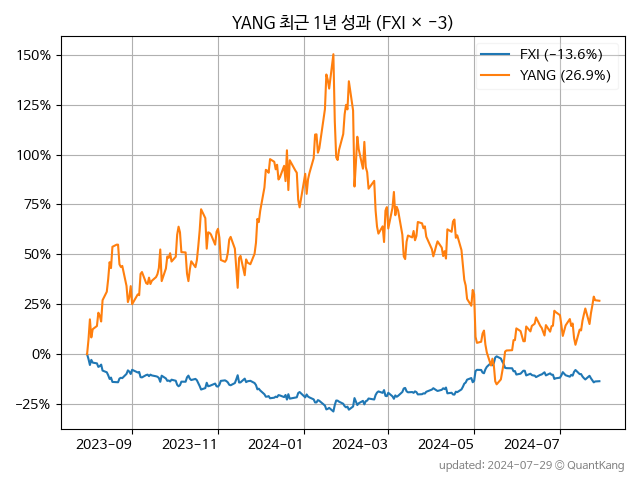 YANG 최근 1년 성과 (FXI × −3)
FXI (−13.6%)
YANG (26.9%)
150%
125%
100%
75%
50%
25%
0%
−25%
2023−09 2023−11 2024−01 2024−03 2024−05 2024−07
updated: 2024-07-29 © QuantKang